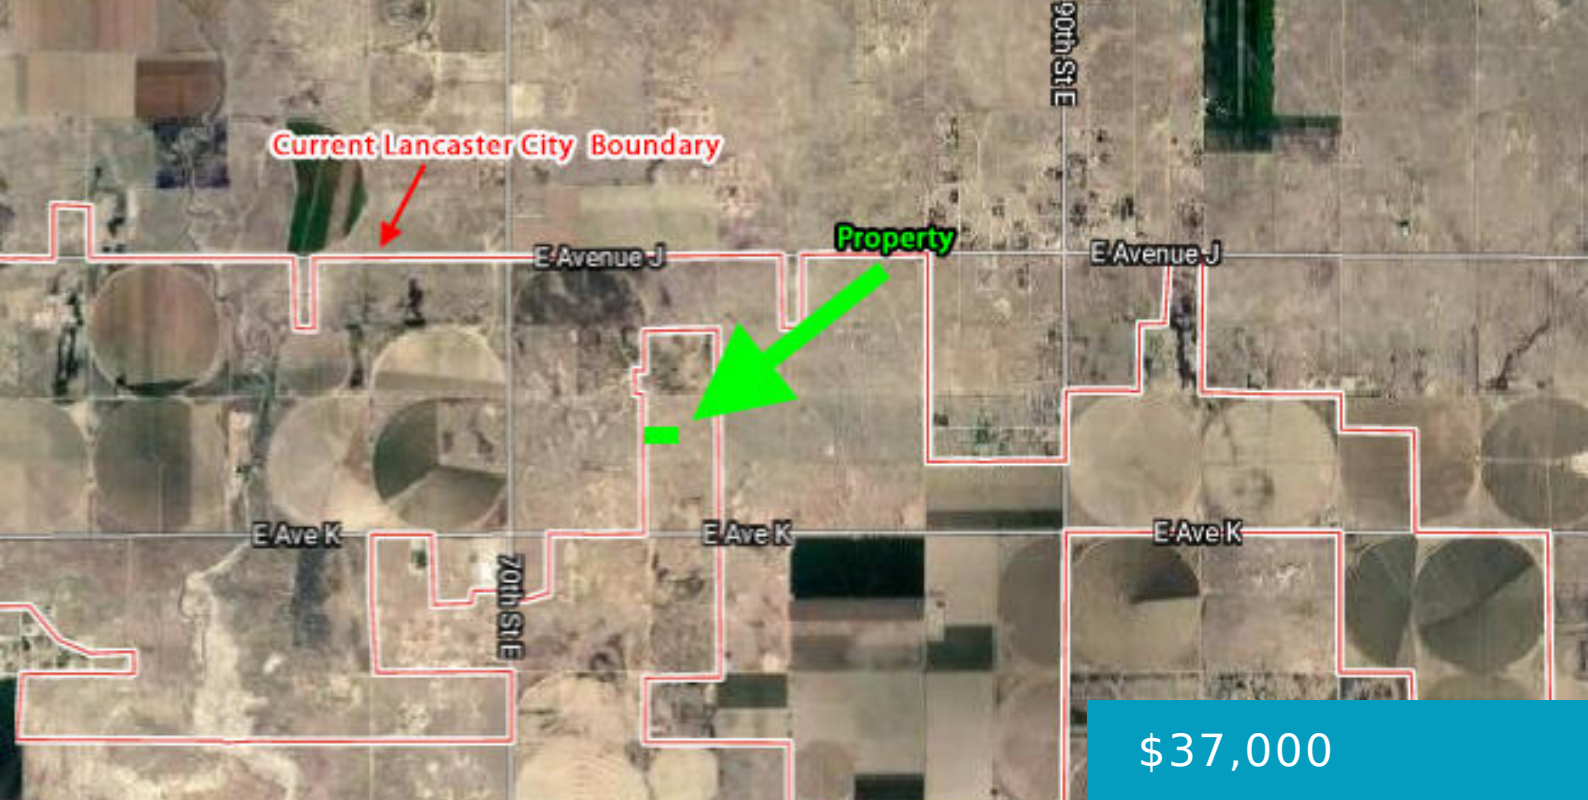 90th St E
Current Lancaster City Boundary
Property
E Avenue J
E Avenue J
E Ave K
E Ave K
E Ave K
70th St E
$37,000